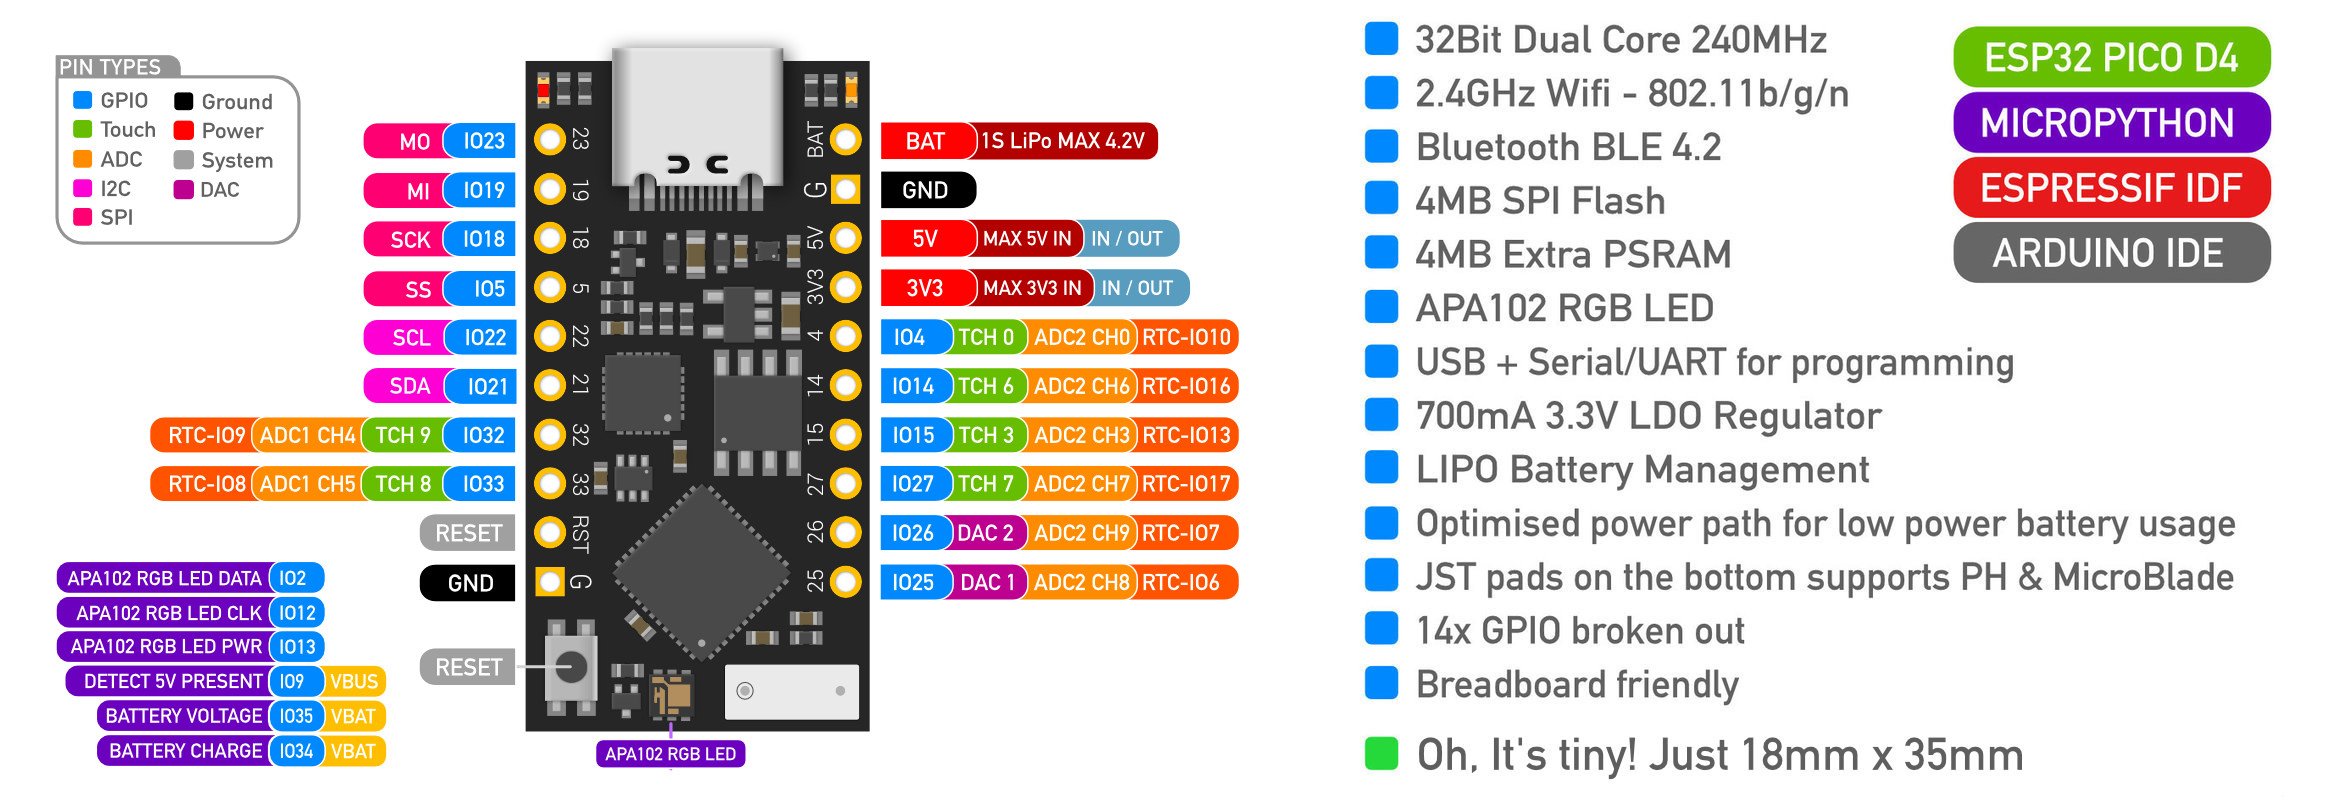 PIN TYPES
GPIO Ground
Touch Power
ADC System
I2C DAC
SPI
MO IO23 23
MI IO19 19
SCK IO18 18
SS IO5 5
SCL IO22 22
SDA IO21 21
RTC-IO9 ADC1 CH4 TCH 9 IO32 32
RTC-IO8 ADC1 CH5 TCH 8 IO33 33
RESET RST
GND G
RESET
APA102 RGB LED DATA IO2
APA102 RGB LED CLK IO12
APA102 RGB LED PWR IO13
DETECT 5V PRESENT IO9 VBUS
BATTERY VOLTAGE IO35 VBAT
BATTERY CHARGE IO34 VBAT
APA102 RGB LED
BAT BAT 1S LiPo MAX 4.2V
G GND
5V 5V MAX 5V IN IN / OUT
3V3 3V3 MAX 3V3 IN IN / OUT
4 IO4 TCH 0 ADC2 CH0 RTC-IO10
14 IO14 TCH 6 ADC2 CH6 RTC-IO16
15 IO15 TCH 3 ADC2 CH3 RTC-IO13
27 IO27 TCH 7 ADC2 CH7 RTC-IO17
26 IO26 DAC 2 ADC2 CH9 RTC-IO7
25 IO25 DAC 1 ADC2 CH8 RTC-IO6
32Bit Dual Core 240MHz
2.4GHz Wifi - 802.11b/g/n
Bluetooth BLE 4.2
4MB SPI Flash
4MB Extra PSRAM
APA102 RGB LED
USB + Serial/UART for programming
700mA 3.3V LDO Regulator
LIPO Battery Management
Optimised power path for low power battery usage
JST pads on the bottom supports PH & MicroBlade
14x GPIO broken out
Breadboard friendly
Oh, It's tiny! Just 18mm x 35mm
ESP32 PICO D4
MICROPYTHON
ESPRESSIF IDF
ARDUINO IDE